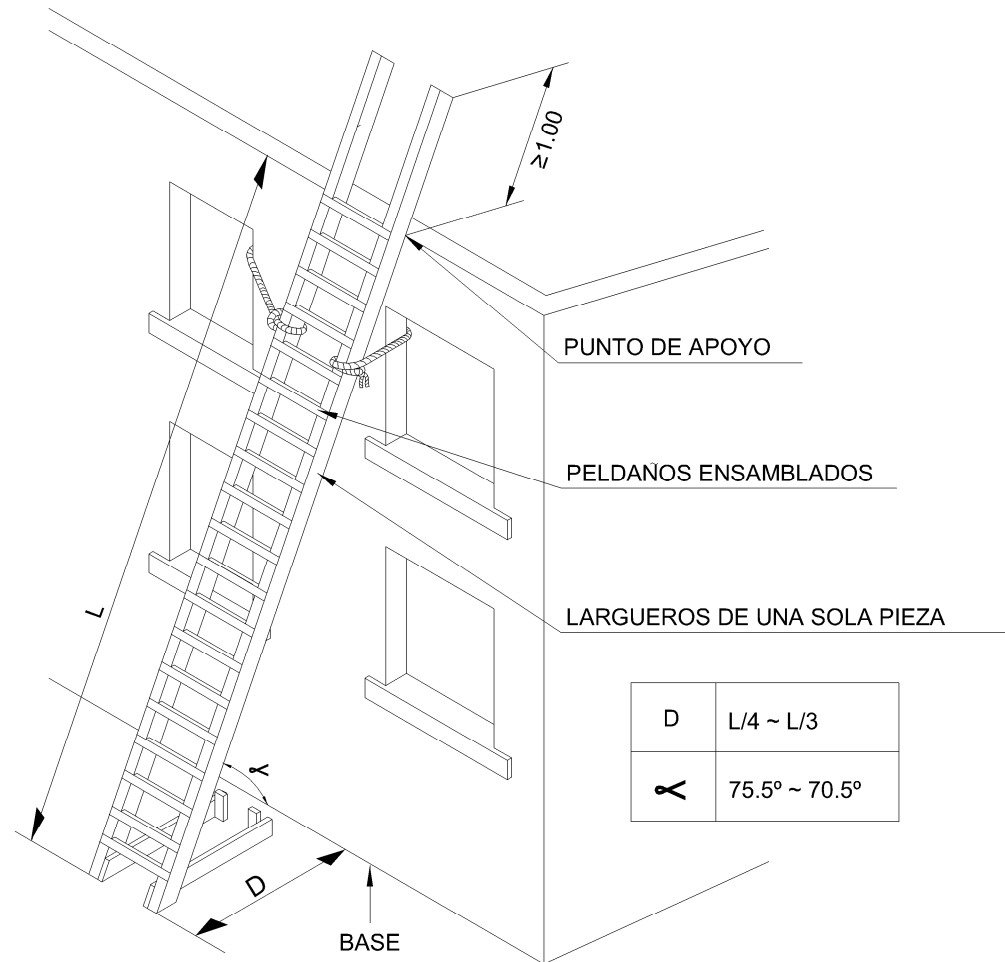 ≥1.00
PUNTO DE APOYO
PELDAÑOS ENSAMBLADOS
L
LARGUEROS DE UNA SOLA PIEZA
D L/4 ~ L/3
∝ 75.5º ~ 70.5º
∝
D
BASE